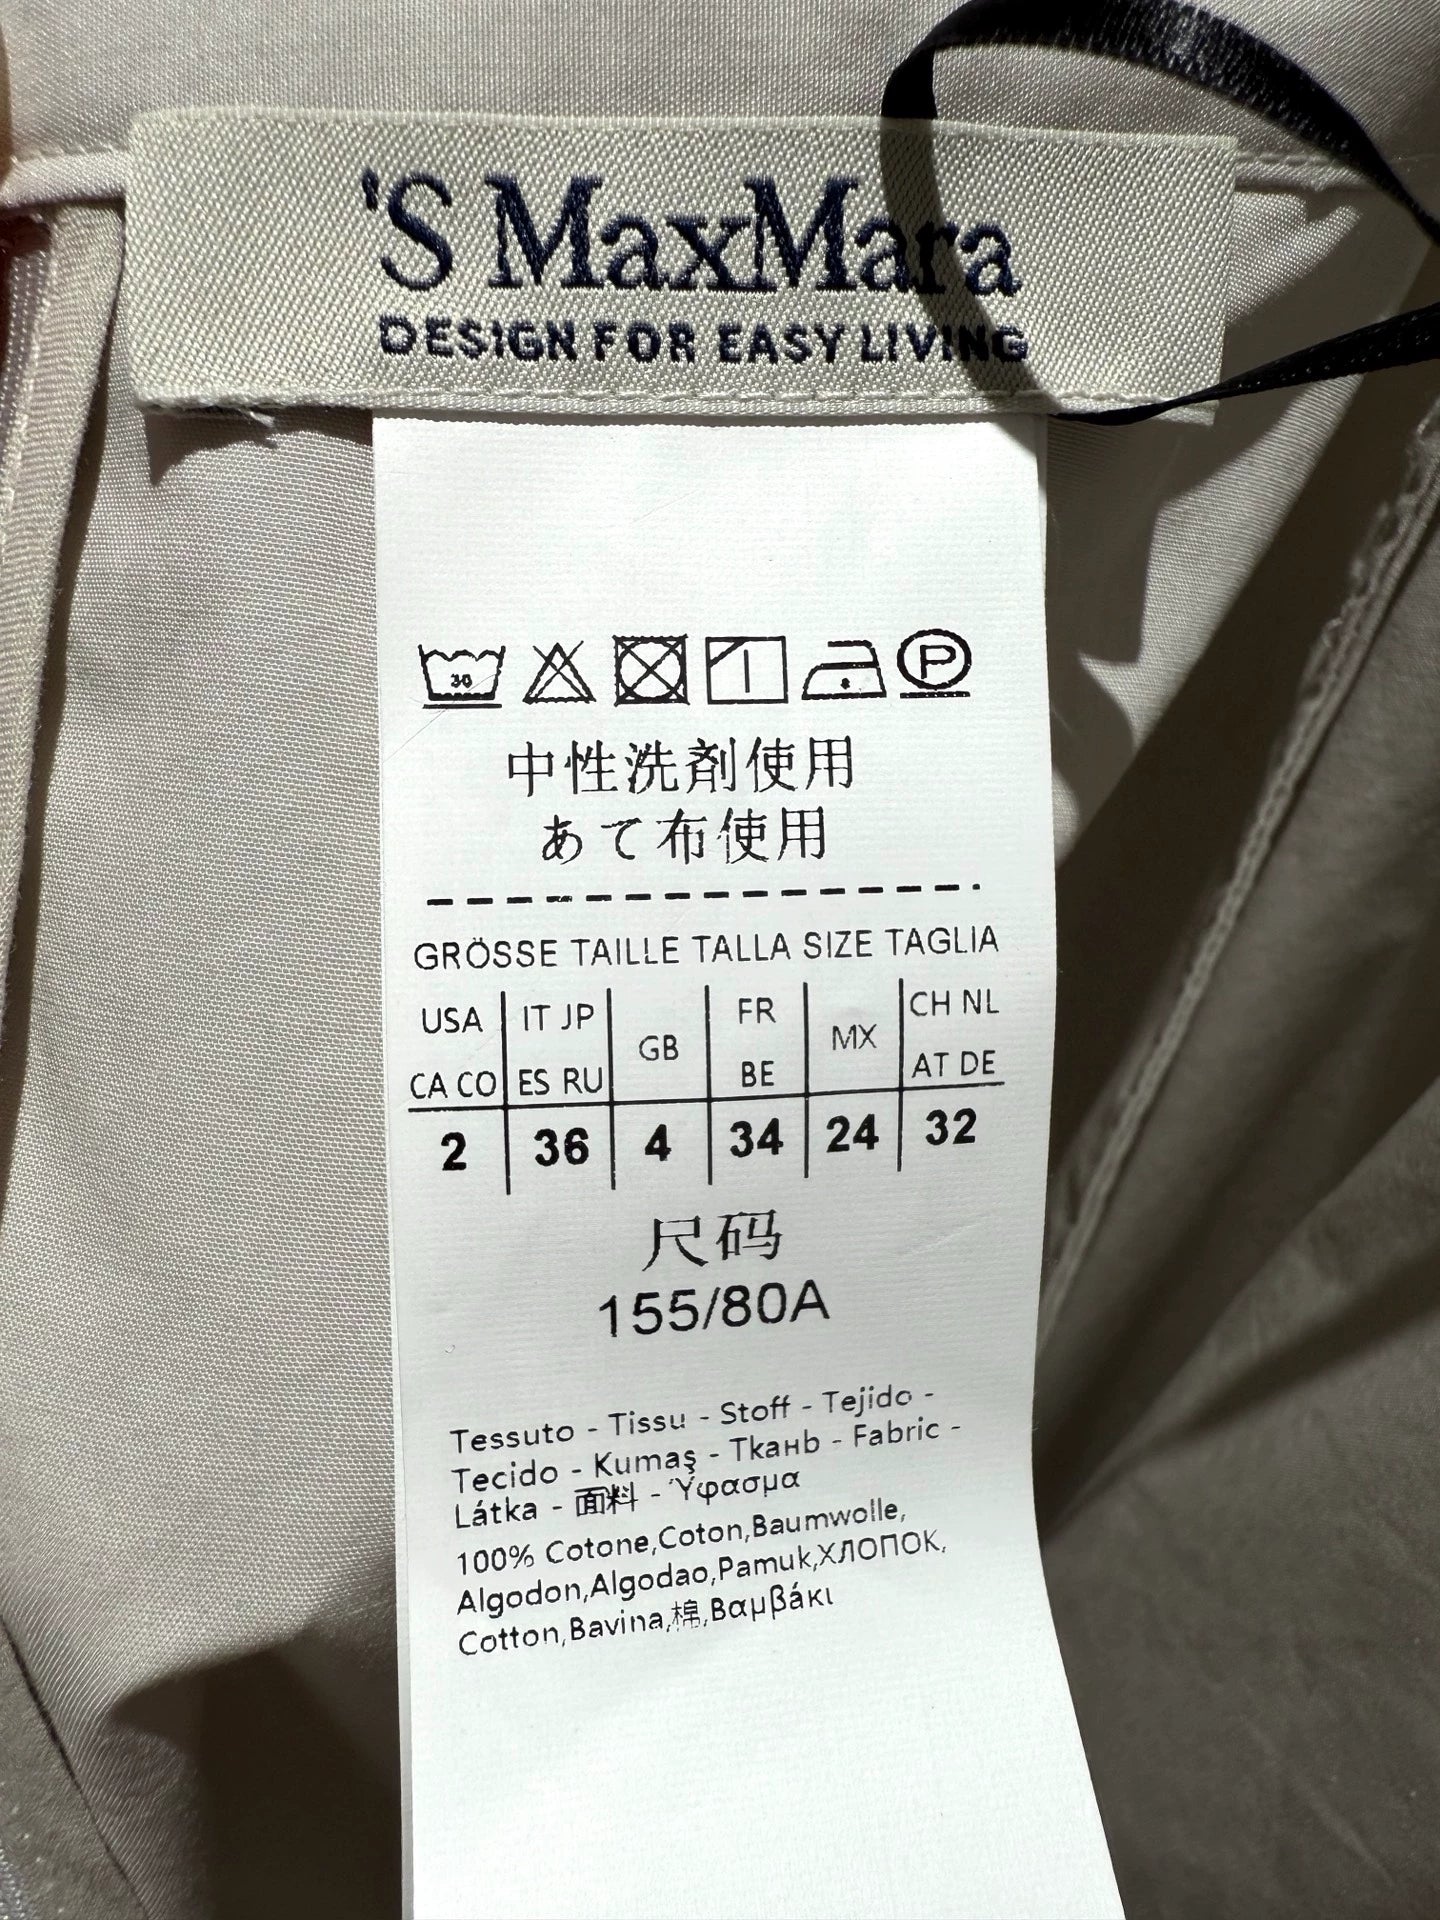 'S MaxMara
DESIGN FOR EASY LIVING
30
P
中性洗剤使用
あて布使用
GRÖSSE TAILLE TALLA SIZE TAGLIA
USA CA CO | IT JP ES RU | GB | FR BE | MX | CH NL AT DE
2 | 36 | 4 | 34 | 24 | 32
尺码
155/80A
Tessuto - Tissu - Stoff - Tejido -
Tecido - Kumaş - Ткань - Fabric -
Látka - 面料 - Ύφασμα
100% Cotone,Coton,Baumwolle,
Algodon,Algodao,Pamuk,ХЛОПОК,
Cotton,Bavina,棉,Βαμβάκι